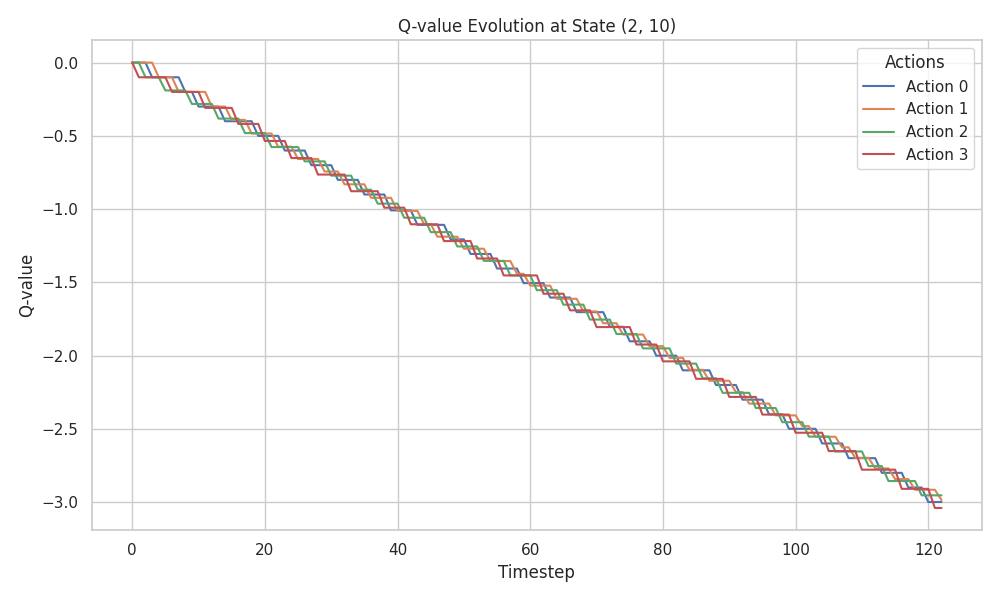 Q-value Evolution at State (2, 10)
Actions
Action 0
Action 1
Action 2
Action 3
Q-value
0.0
−0.5
−1.0
−1.5
−2.0
−2.5
−3.0
0 20 40 60 80 100 120
Timestep